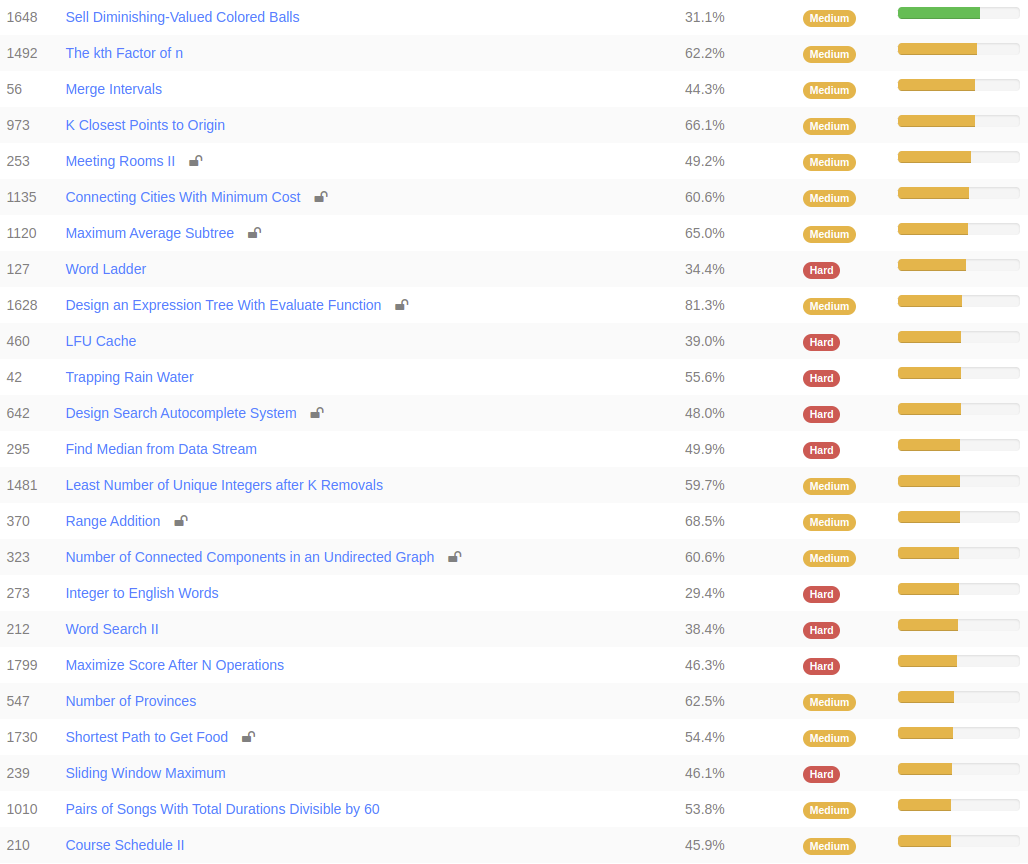 1648 Sell Diminishing-Valued Colored Balls 31.1% Medium
1492 The kth Factor of n 62.2% Medium
56 Merge Intervals 44.3% Medium
973 K Closest Points to Origin 66.1% Medium
253 Meeting Rooms II 49.2% Medium
1135 Connecting Cities With Minimum Cost 60.6% Medium
1120 Maximum Average Subtree 65.0% Medium
127 Word Ladder 34.4% Hard
1628 Design an Expression Tree With Evaluate Function 81.3% Medium
460 LFU Cache 39.0% Hard
42 Trapping Rain Water 55.6% Hard
642 Design Search Autocomplete System 48.0% Hard
295 Find Median from Data Stream 49.9% Hard
1481 Least Number of Unique Integers after K Removals 59.7% Medium
370 Range Addition 68.5% Medium
323 Number of Connected Components in an Undirected Graph 60.6% Medium
273 Integer to English Words 29.4% Hard
212 Word Search II 38.4% Hard
1799 Maximize Score After N Operations 46.3% Hard
547 Number of Provinces 62.5% Medium
1730 Shortest Path to Get Food 54.4% Medium
239 Sliding Window Maximum 46.1% Hard
1010 Pairs of Songs With Total Durations Divisible by 60 53.8% Medium
210 Course Schedule II 45.9% Medium